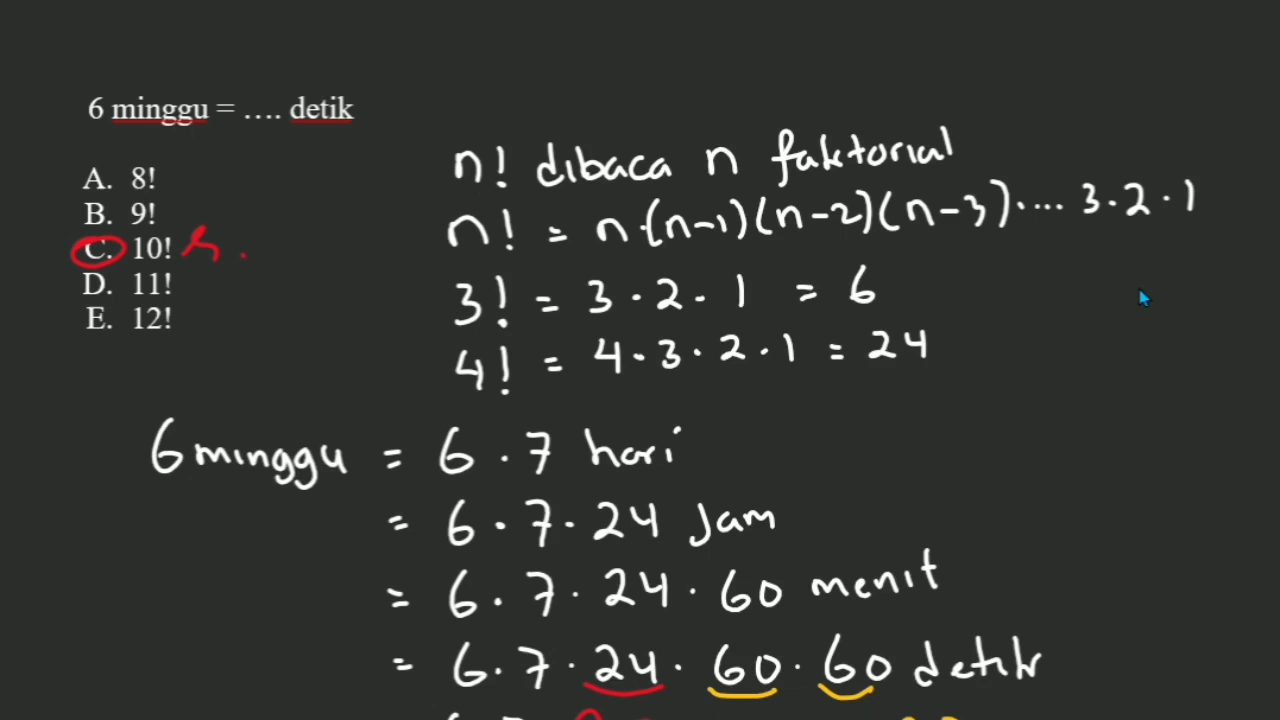 6 minggu = .... detik
A. 8!
B. 9!
C. 10!
D. 11!
E. 12!
n! dibaca n faktorial
n! = n·(n-1)(n-2)(n-3)·... 3·2·1
3! = 3·2·1 = 6
4! = 4·3·2·1 = 24
6 minggu = 6·7 hari
= 6·7·24 Jam
= 6·7·24·60 menit
= 6·7·24·60·60 detik